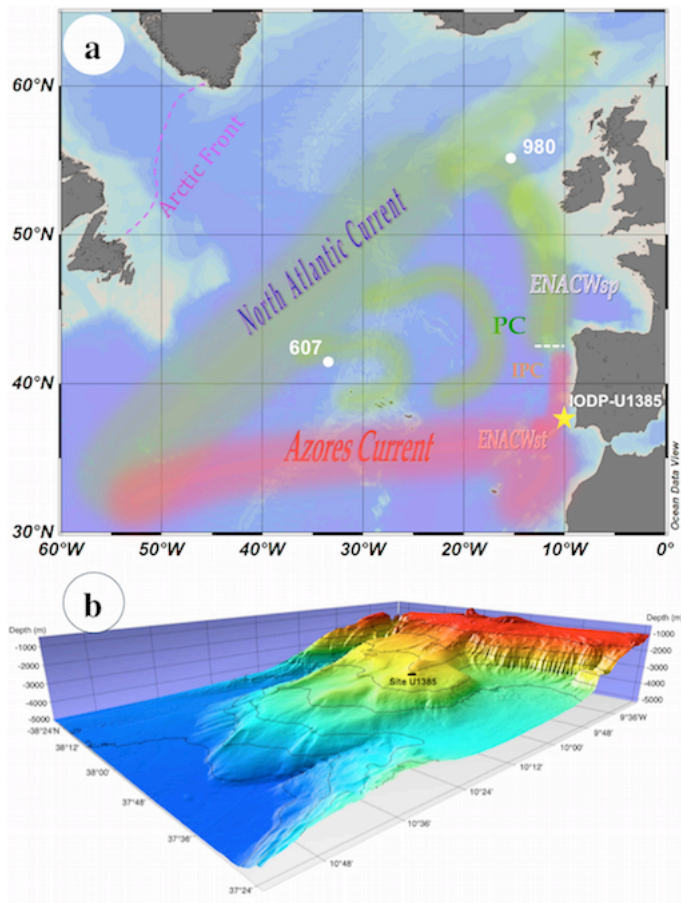 a
60°N
980
Arctic Front
50°N
North Atlantic Current
ENACWsp
PC
607
IPC
40°N
IODP-U1385
Azores Current
ENACWst
30°N
60°W 50°W 40°W 30°W 20°W 10°W 0°
Ocean Data View
b
Depth (m)
-1000
-2000
-3000
-4000
-5000
Depth (m)
-1000
-2000
-3000
-4000
-5000
Site U1385
-38°24'N
38°12'
38°00'
37°48'
37°36'
37°24'
9°36'W
9°48'
10°00'
10°12'
10°24'
10°36'
10°48'